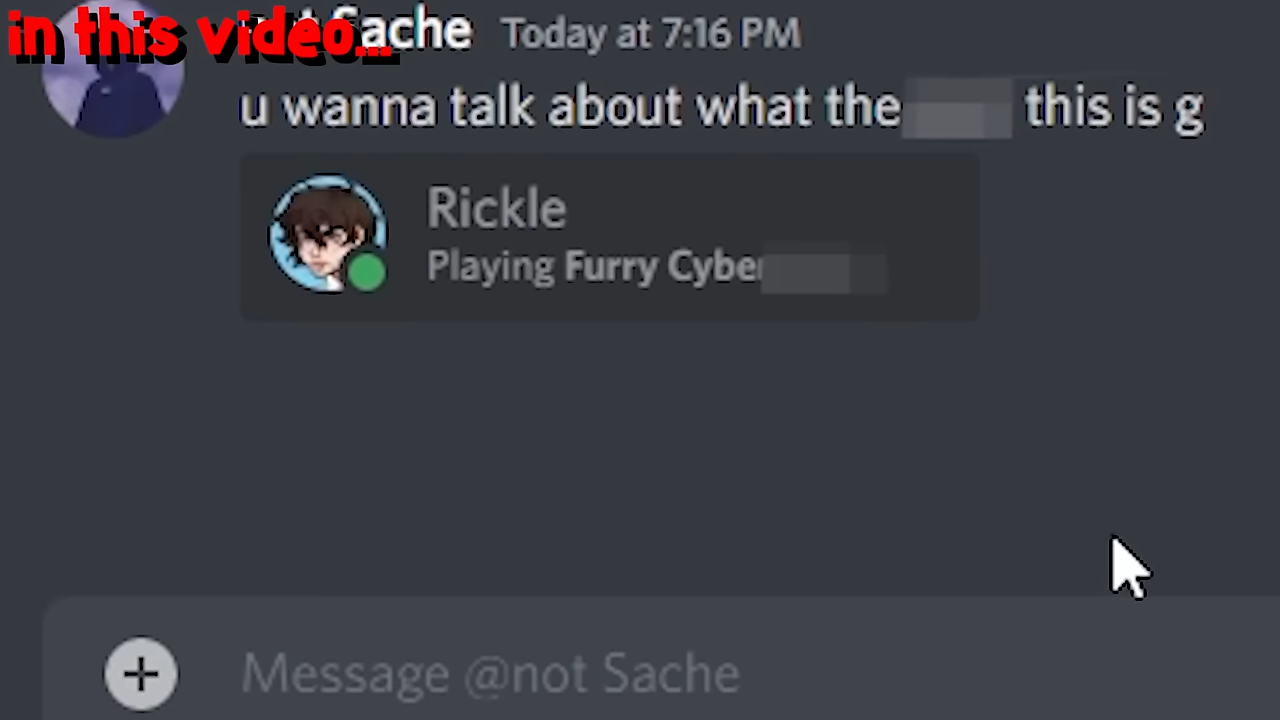 in this video...
not Sache Today at 7:16 PM
u wanna talk about what the this is g
Rickle
Playing Furry Cyber
Message @not Sache